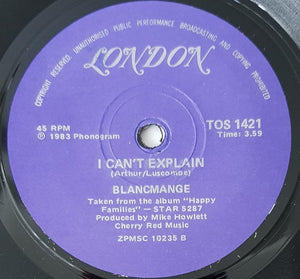 COPYRIGHT RESERVED. UNAUTHORISED PUBLIC PERFORMANCE BROADCASTING AND COPYING PROHIBITED
LONDON
45 RPM
℗ 1983 Phonogram
TOS 1421
Time: 3.59
I CAN'T EXPLAIN
(Arthur/Luscombe)
BLANCMANGE
Taken from the album "Happy
Families" — STAR 5287
Produced by Mike Howlett
Cherry Red Music
ZPMSC 10235 B